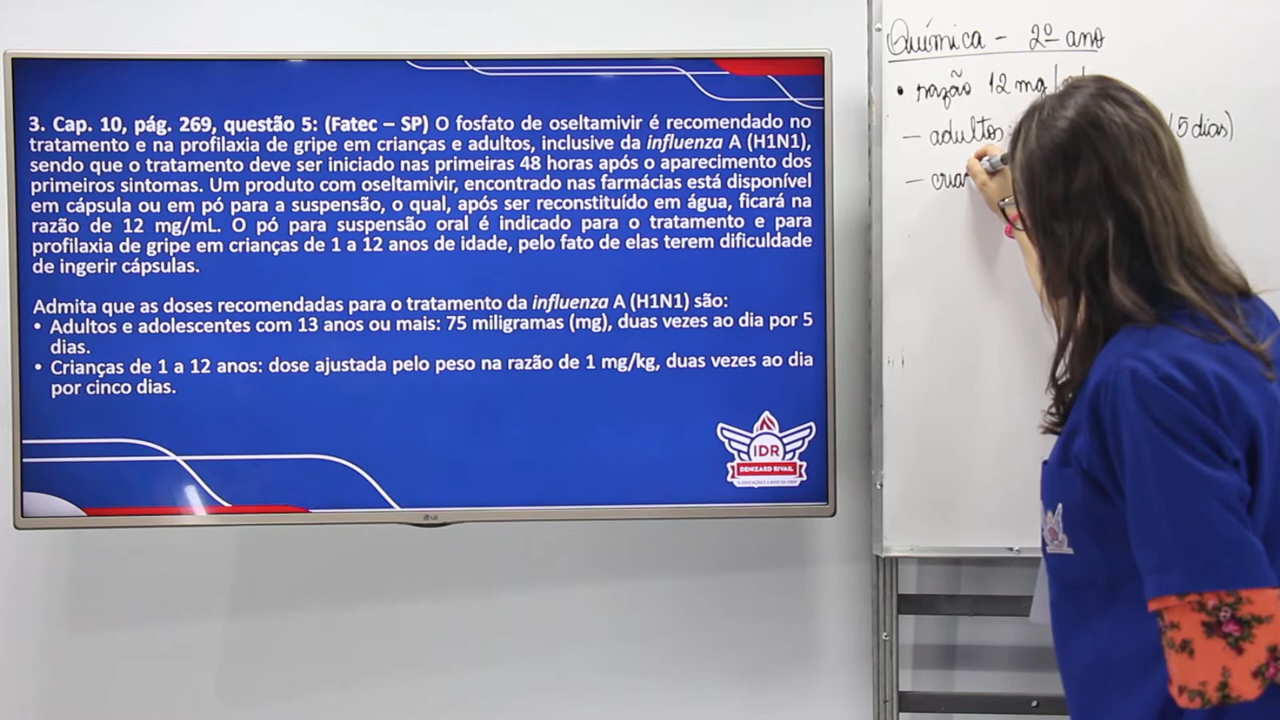 3. Cap. 10, pág. 269, questão 5: (Fatec – SP) O fosfato de oseltamivir é recomendado no
tratamento e na profilaxia de gripe em crianças e adultos, inclusive da influenza A (H1N1),
sendo que o tratamento deve ser iniciado nas primeiras 48 horas após o aparecimento dos
primeiros sintomas. Um produto com oseltamivir, encontrado nas farmácias está disponível
em cápsula ou em pó para a suspensão, o qual, após ser reconstituído em água, ficará na
razão de 12 mg/mL. O pó para suspensão oral é indicado para o tratamento e para
profilaxia de gripe em crianças de 1 a 12 anos de idade, pelo fato de elas terem dificuldade
de ingerir cápsulas.
Admita que as doses recomendadas para o tratamento da influenza A (H1N1) são:
• Adultos e adolescentes com 13 anos ou mais: 75 miligramas (mg), duas vezes ao dia por 5
dias.
• Crianças de 1 a 12 anos: dose ajustada pelo peso na razão de 1 mg/kg, duas vezes ao dia
por cinco dias.
IDR
DENIZARD RIVAIL
LG
Química - 2º ano
• razão 12 mg/
- adultos (5 dias)
- cria